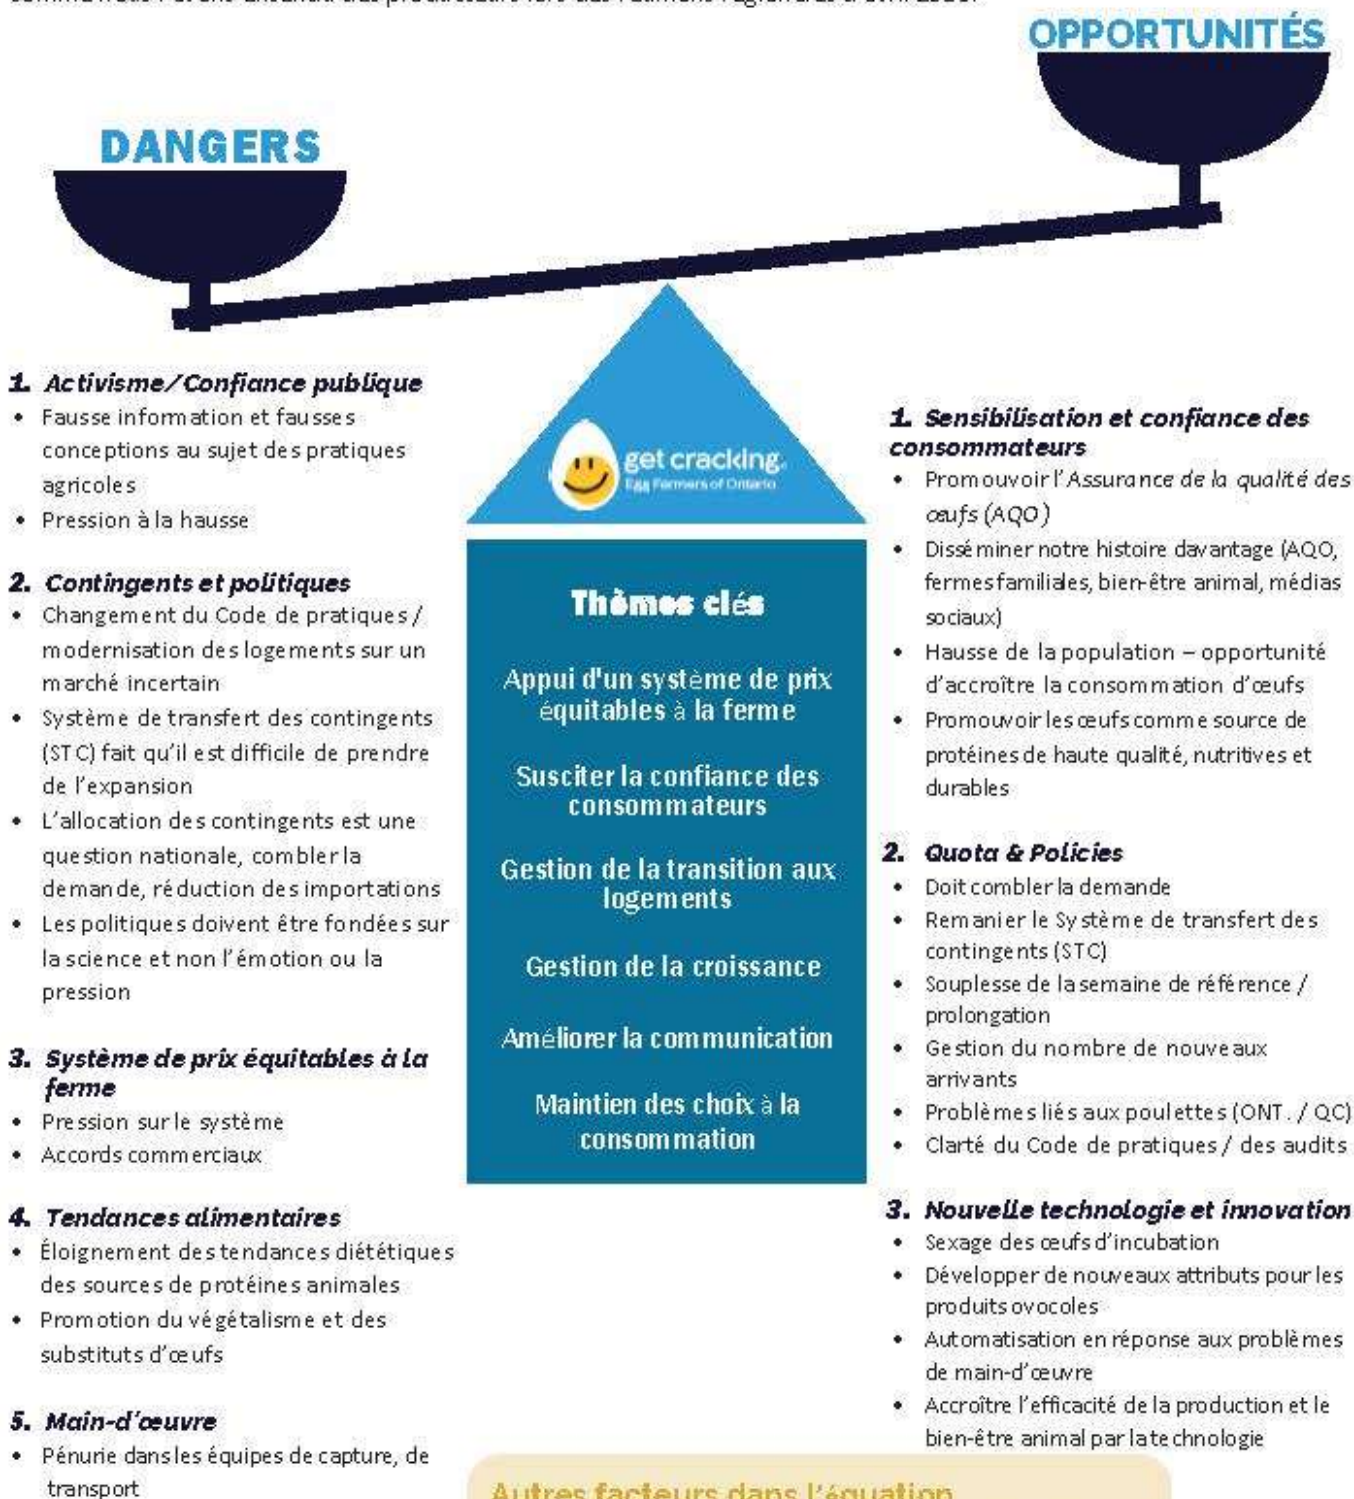 OPPORTUNITÉS
DANGERS
1. Activisme/Confiance publique
• Fausse information et fausses
conceptions au sujet des pratiques
agricoles
• Pression à la hausse
2. Contingents et politiques
• Changement du Code de pratiques /
modernisation des logements sur un
marché incertain
• Système de transfert des contingents
(STC) fait qu'il est difficile de prendre
de l'expansion
• L'allocation des contingents est une
question nationale, combler la
demande, réduction des importations
• Les politiques doivent être fondées sur
la science et non l'émotion ou la
pression
3. Système de prix équitables à la
ferme
• Pression sur le système
• Accords commerciaux
4. Tendances alimentaires
• Éloignement des tendances diététiques
des sources de protéines animales
• Promotion du végétalisme et des
substituts d'œufs
5. Main-d'œuvre
• Pénurie dans les équipes de capture, de
transport
get cracking.
Egg Farmers of Ontario
Thèmes clés
Appui d'un système de prix
équitables à la ferme
Susciter la confiance des
consommateurs
Gestion de la transition aux
logements
Gestion de la croissance
Améliorer la communication
Maintien des choix à la
consommation
1. Sensibilisation et confiance des
consommateurs
• Promouvoir l'Assurance de la qualité des
œufs (AQO)
• Disséminer notre histoire davantage (AQO,
fermes familiales, bien-être animal, médias
sociaux)
• Hausse de la population – opportunité
d'accroître la consommation d'œufs
• Promouvoir les œufs comme source de
protéines de haute qualité, nutritives et
durables
2. Quota & Policies
• Doit combler la demande
• Remanier le Système de transfert des
contingents (STC)
• Souplesse de la semaine de référence /
prolongation
• Gestion du nombre de nouveaux
arrivants
• Problèmes liés aux poulettes (ONT. / QC)
• Clarté du Code de pratiques / des audits
3. Nouvelle technologie et innovation
• Sexage des œufs d'incubation
• Développer de nouveaux attributs pour les
produits ovocoles
• Automatisation en réponse aux problèmes
de main-d'œuvre
• Accroître l'efficacité de la production et le
bien-être animal par la technologie
Autres facteurs dans l'équation